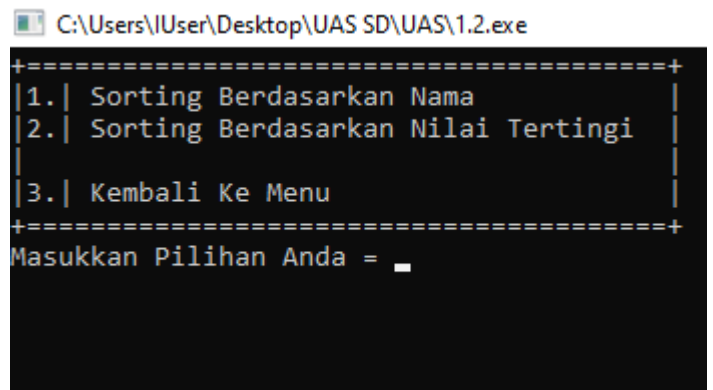 C:\Users\IUser\Desktop\UAS SD\UAS\1.2.exe
+========================================+
|1.| Sorting Berdasarkan Nama            |
|2.| Sorting Berdasarkan Nilai Tertingi  |
|                                        |
|3.| Kembali Ke Menu                     |
+========================================+
Masukkan Pilihan Anda = _